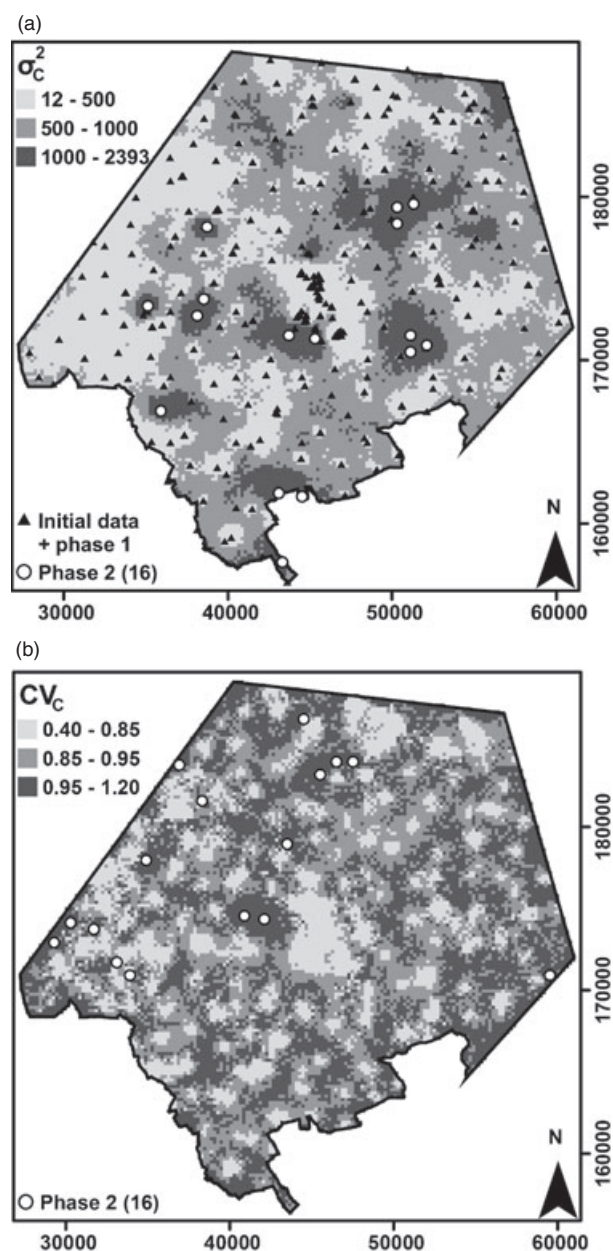 (a)
σ_C^2
12 - 500
500 - 1000
1000 - 2393
Initial data
+ phase 1
Phase 2 (16)
N
180000
170000
160000
30000 40000 50000 60000
(b)
CV_C
0.40 - 0.85
0.85 - 0.95
0.95 - 1.20
Phase 2 (16)
N
180000
170000
160000
30000 40000 50000 60000